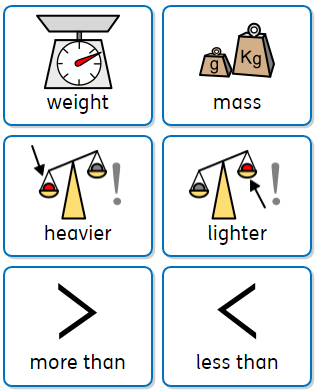 weight
g Kg
mass
! !
heavier
lighter
> <
more than
less than